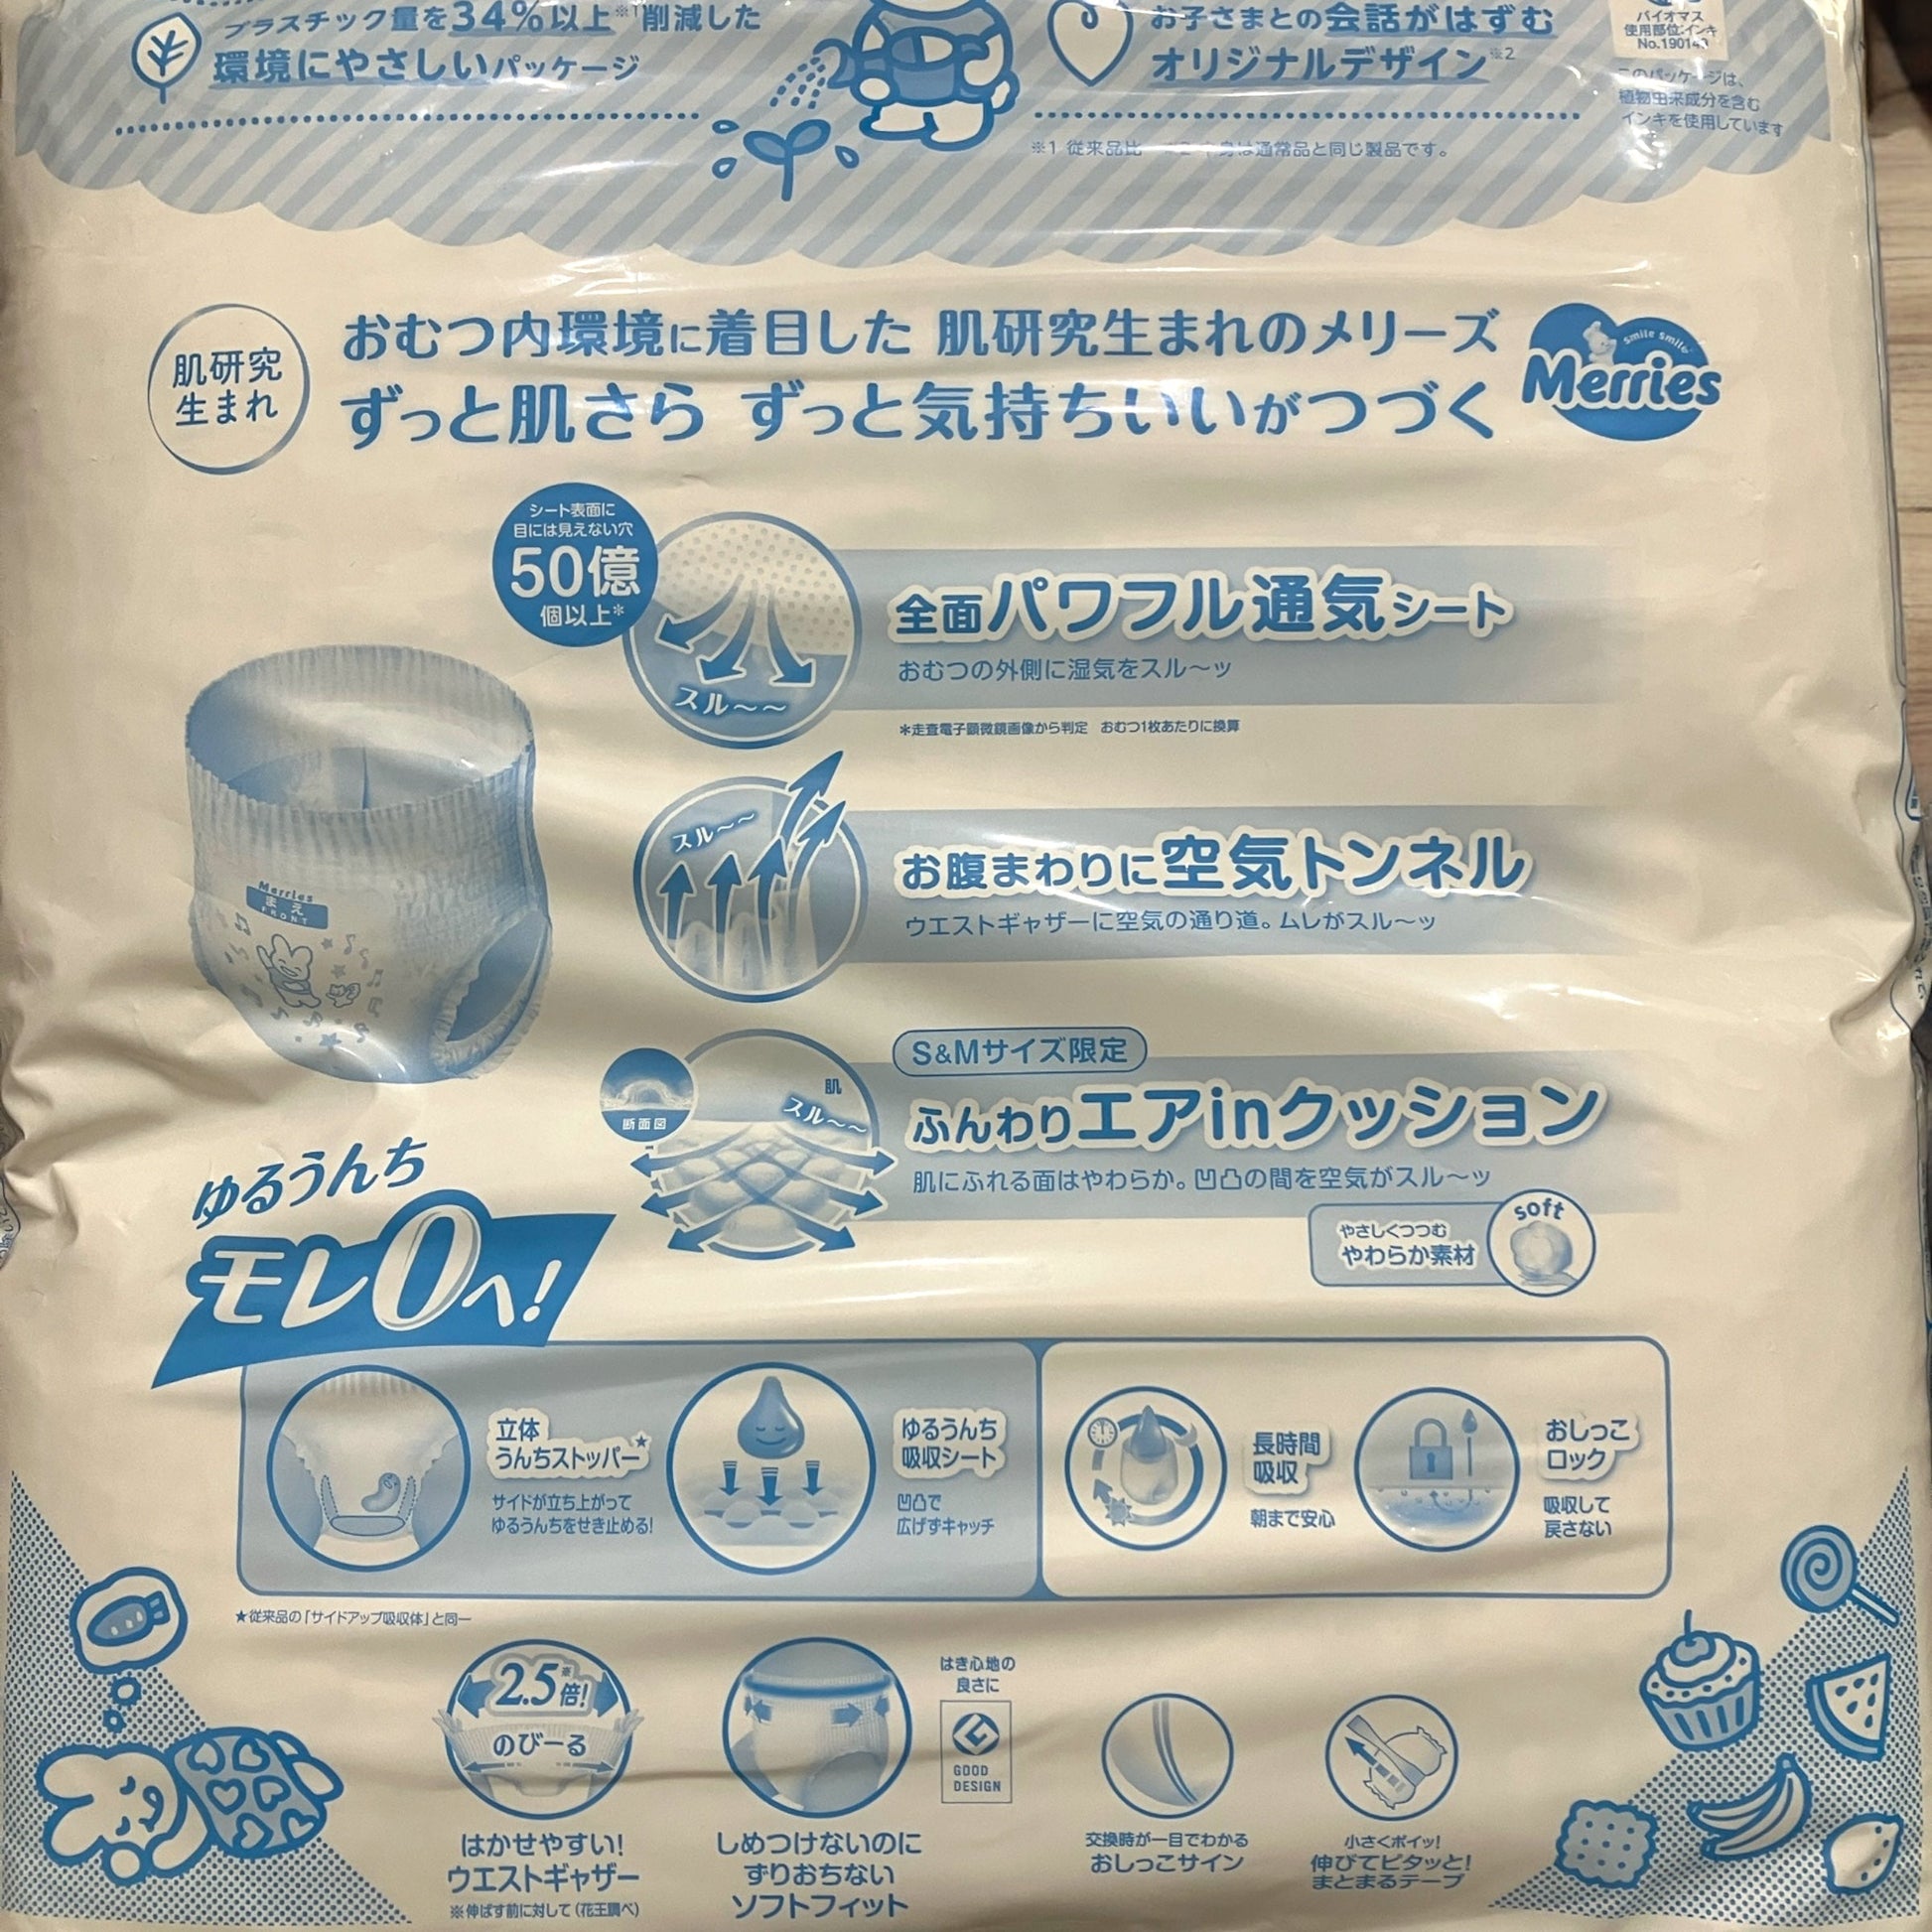 プラスチック量を34%以上※1削減した
環境にやさしいパッケージ
お子さまとの会話がはずむ
オリジナルデザイン※2
バイオマス
使用部位:インキ
このパッケージは、
植物由来成分を含む
インキを使用しています
※1 従来品比 ※2 中身は通常品と同じ製品です。
肌研究
生まれ
おむつ内環境に着目した 肌研究生まれのメリーズ
ずっと肌さら ずっと気持ちいいがつづく
smile smile
Merries
シート表面に
目には見えない穴
50億
個以上*
スル〜〜
全面パワフル通気シート
おむつの外側に湿気をスル〜ッ
*走査電子顕微鏡画像から判定 おむつ1枚あたりに換算
スル〜〜
お腹まわりに空気トンネル
ウエストギャザーに空気の通り道。ムレがスル〜ッ
Merries
まえ
FRONT
S&Mサイズ限定
断面図
肌
スル〜〜
ふんわりエアinクッション
肌にふれる面はやわらか。凹凸の間を空気がスル〜ッ
やさしくつつむ
やわらか素材
soft
ゆるうんち
モレ0へ!
立体
うんちストッパー★
サイドが立ち上がって
ゆるうんちをせき止める!
ゆるうんち
吸収シート
凹凸で
広げずキャッチ
長時間
吸収
朝まで安心
おしっこ
ロック
吸収して
戻さない
★従来品の「サイドアップ吸収体」と同一
2.5※倍!
のびーる
はかせやすい!
ウエストギャザー
※伸ばす前に対して(花王調べ)
しめつけないのに
ずりおちない
ソフトフィット
はき心地の
良さに
GOOD
DESIGN
交換時が一目でわかる
おしっこサイン
小さくポイッ!
伸びてピタッと!
まとまるテープ